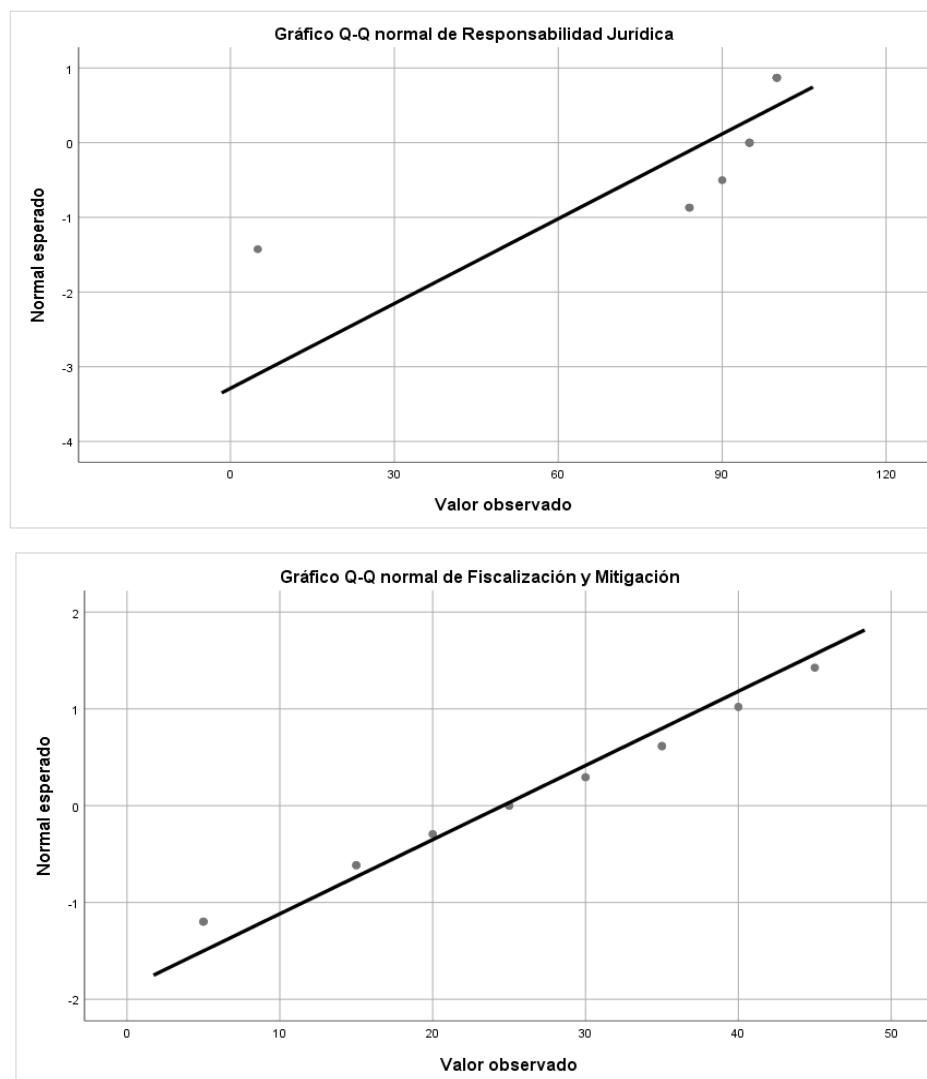 Gráfico Q-Q normal de Responsabilidad Jurídica
1
0
-1
-2
-3
-4
Normal esperado
0 30 60 90 120
Valor observado
Gráfico Q-Q normal de Fiscalización y Mitigación
2
1
0
-1
-2
Normal esperado
0 10 20 30 40 50
Valor observado